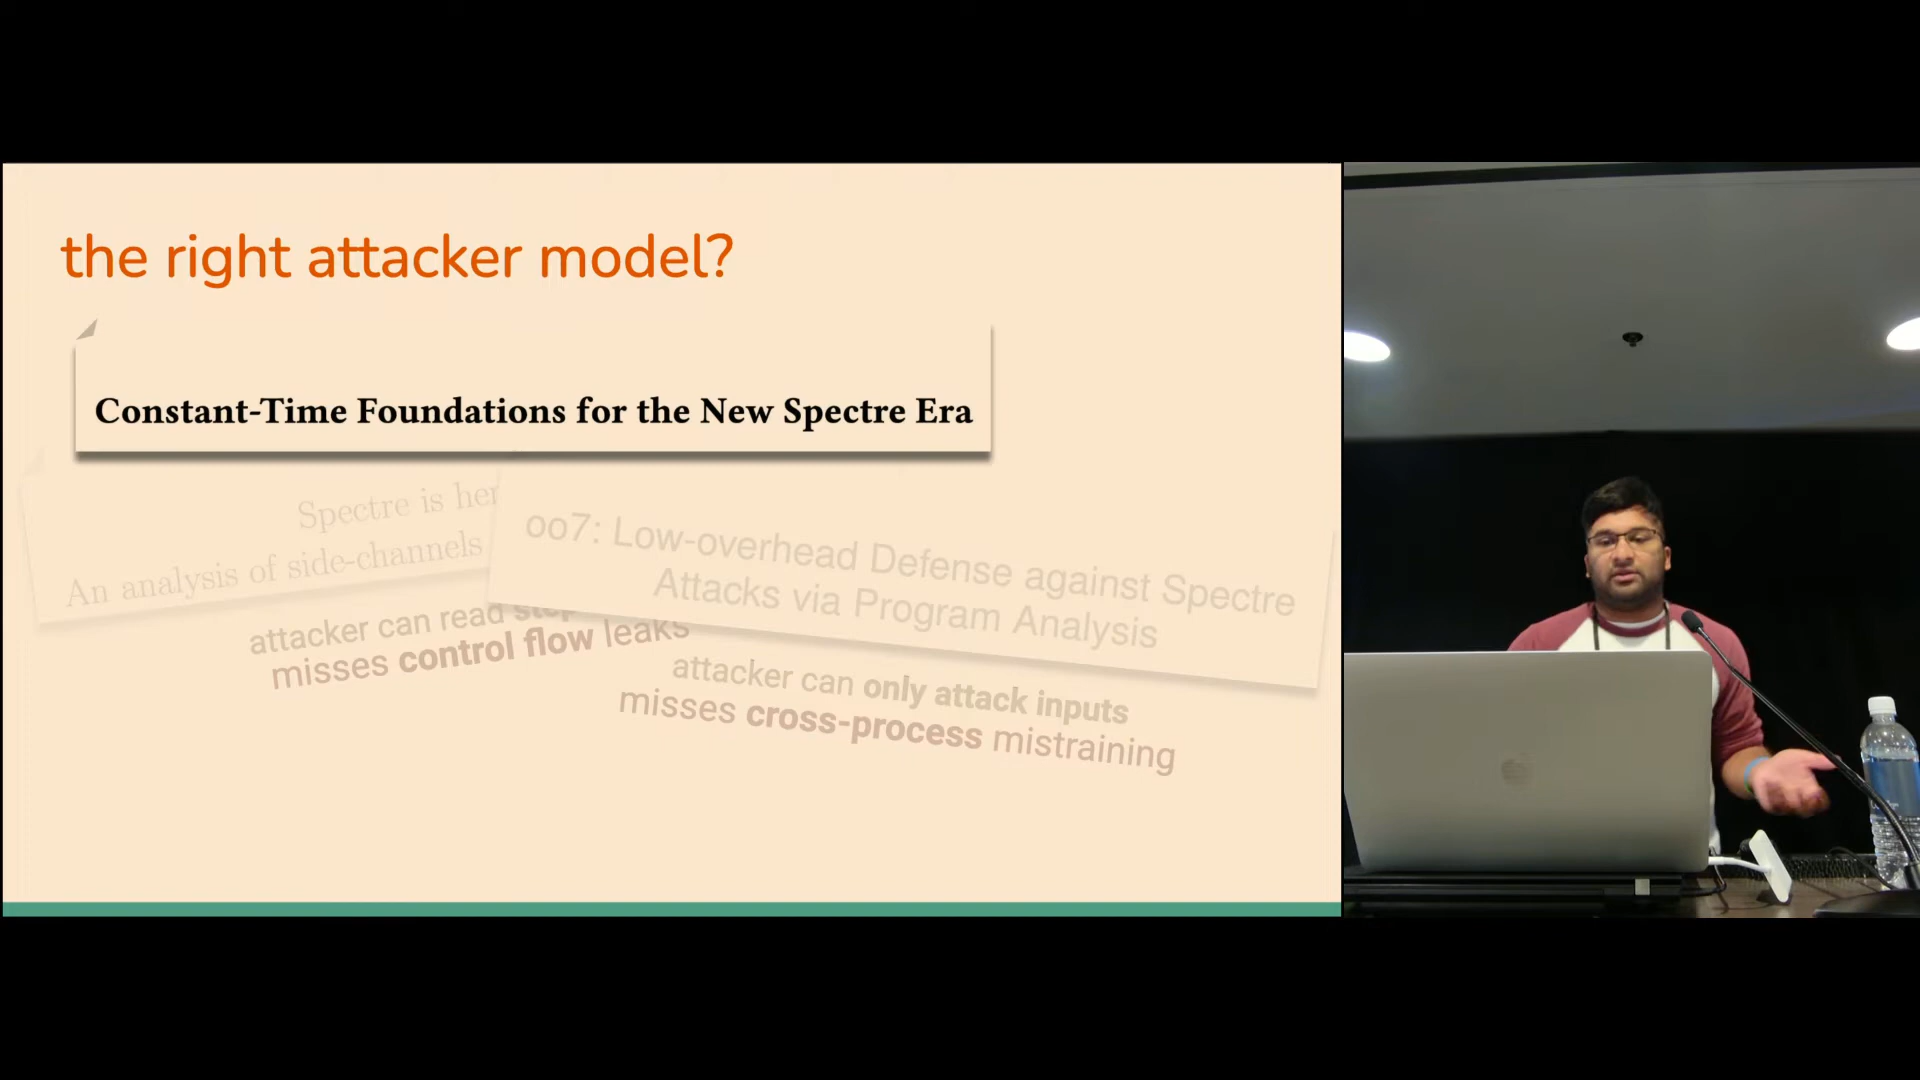 the right attacker model?
Constant-Time Foundations for the New Spectre Era
Spectre is her
An analysis of side-channels
attacker can read
misses control flow leaks
oo7: Low-overhead Defense against Spectre
Attacks via Program Analysis
attacker can only attack inputs
misses cross-process mistraining